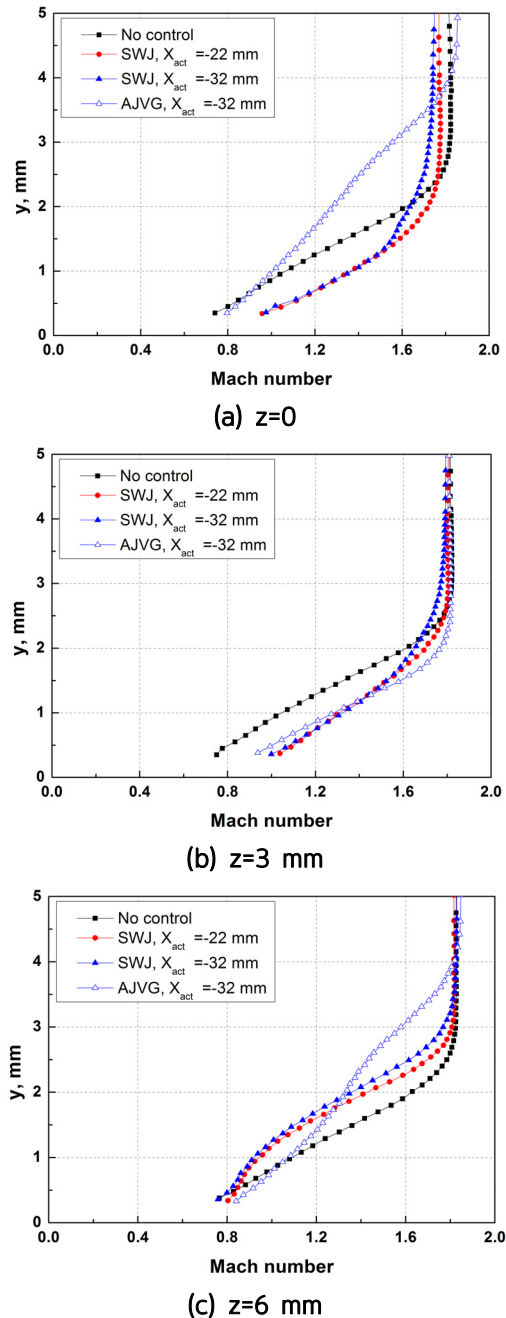 5
No control
SWJ, Xact =-22 mm
SWJ, Xact =-32 mm
AJVG, Xact =-32 mm
4
3
2
1
0
y, mm
0.0 0.4 0.8 1.2 1.6 2.0
Mach number
(a) z=0
5
No control
SWJ, Xact =-22 mm
SWJ, Xact =-32 mm
AJVG, Xact =-32 mm
4
3
2
1
0
y, mm
0.0 0.4 0.8 1.2 1.6 2.0
Mach number
(b) z=3 mm
5
No control
SWJ, Xact =-22 mm
SWJ, Xact =-32 mm
AJVG, Xact =-32 mm
4
3
2
1
0
y, mm
0.0 0.4 0.8 1.2 1.6 2.0
Mach number
(c) z=6 mm